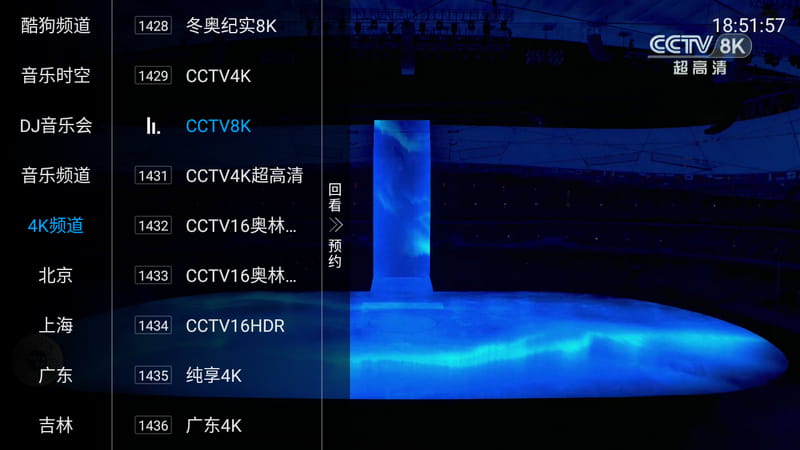 酷狗频道
音乐时空
DJ音乐会
音乐频道
4K频道
北京
上海
广东
吉林
1428 冬奥纪实8K
1429 CCTV4K
CCTV8K
1431 CCTV4K超高清
1432 CCTV16奥林…
1433 CCTV16奥林…
1434 CCTV16HDR
1435 纯享4K
1436 广东4K
回看
预约
18:51:57
CCTV 8K
超高清